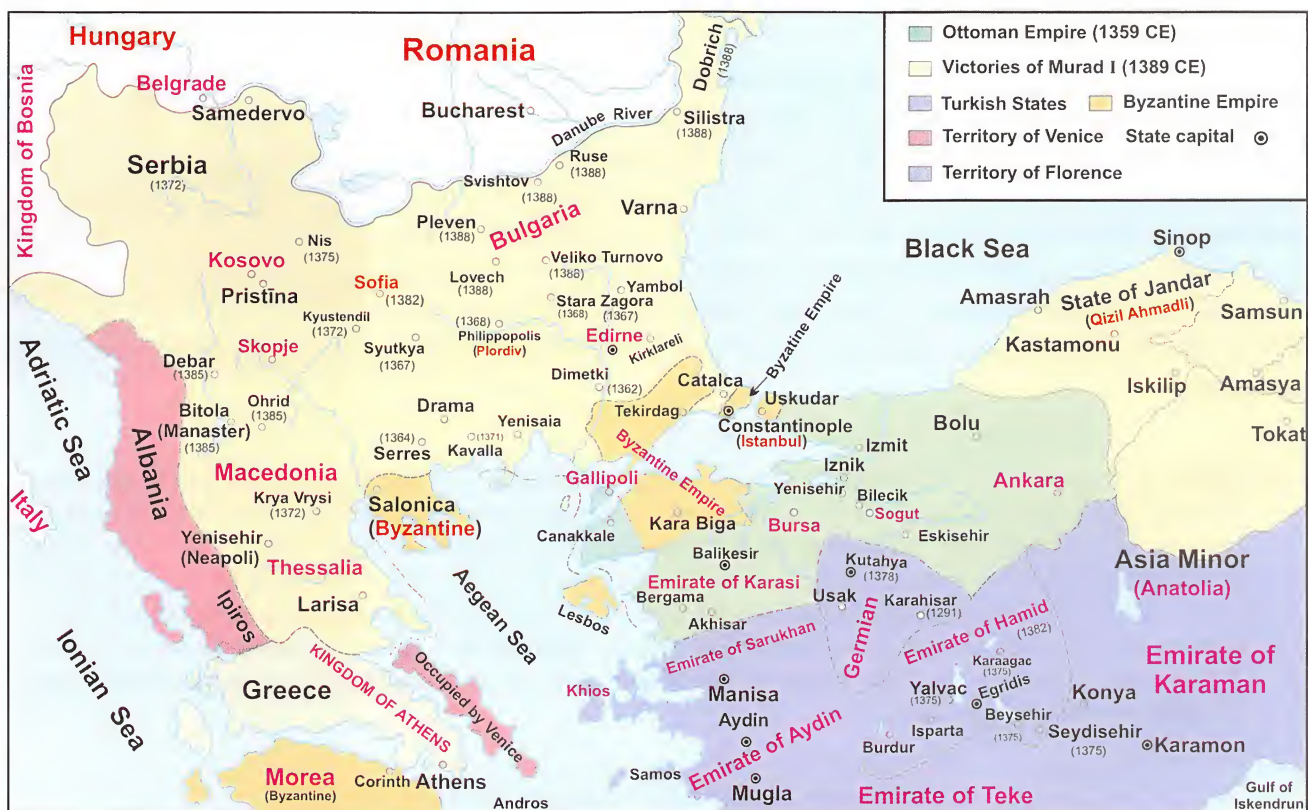 Hungary
Romania
Kingdom of Bosnia
Belgrade
Samedervo
Bucharest
Danube River
Dobrich
(1388)
Silistra
(1388)
Serbia
(1372)
Ruse
(1388)
Svishtov
(1388)
Pleven
(1388)
Bulgaria
Varna
Nis
(1375)
Kosovo
Pristina
Sofia
(1382)
Lovech
(1388)
Veliko Turnovo
(1388)
Yambol
Stara Zagora
(1368)
(1367)
Kyustendil
(1372)
Syutkya
(1367)
(1368)
Philippopolis
(Plordiv)
Edirne
Kirklareli
Skopje
Debar
(1385)
Dimetki
(1362)
Byzatine Empire
Catalca
Tekirdag
Uskudar
Constantinople
(Istanbul)
Bitola
(Manaster)
(1385)
Ohrid
(1385)
Drama
Yenisaia
(1364)
Serres
(1371)
Kavalla
Adriatic Sea
Albania
Italy
Macedonia
Krya Vrysi
(1372)
Salonica
(Byzantine)
Gallipoli
Byzantine Empire
Canakkale
Kara Biga
Yenisehir
(Neapoli)
Thessalia
Larisa
Ipiros
Ionian Sea
Aegean Sea
Lesbos
Greece
KINGDOM OF ATHENS
Occupied by Venice
Morea
(Byzantine)
Corinth
Athens
Andros
Khios
Samos
Ottoman Empire (1359 CE)
Victories of Murad I (1389 CE)
Turkish States
Byzantine Empire
Territory of Venice
State capital
Territory of Florence
Black Sea
Sinop
Amasrah
State of Jandar
(Qizil Ahmadli)
Samsun
Kastamonu
Iskilip
Amasya
Tokat
Bolu
Izmit
Iznik
Yenisehir
Bilecik
Sogut
Bursa
Ankara
Eskisehir
Balikesir
Emirate of Karasi
Bergama
Akhisar
Kutahya
(1378)
Usak
Karahisar
(1291)
Germian
Asia Minor
(Anatolia)
Emirate of Sarukhan
Manisa
Aydin
Emirate of Aydin
Mugla
Emirate of Hamid
(1382)
Karaagac
(1375)
Yalvac
(1375)
Egridis
Isparta
Beysehir
(1375)
Burdur
Konya
Seydisehir
(1375)
Emirate of
Karaman
Karamon
Emirate of Teke
Gulf of
Iskendrun